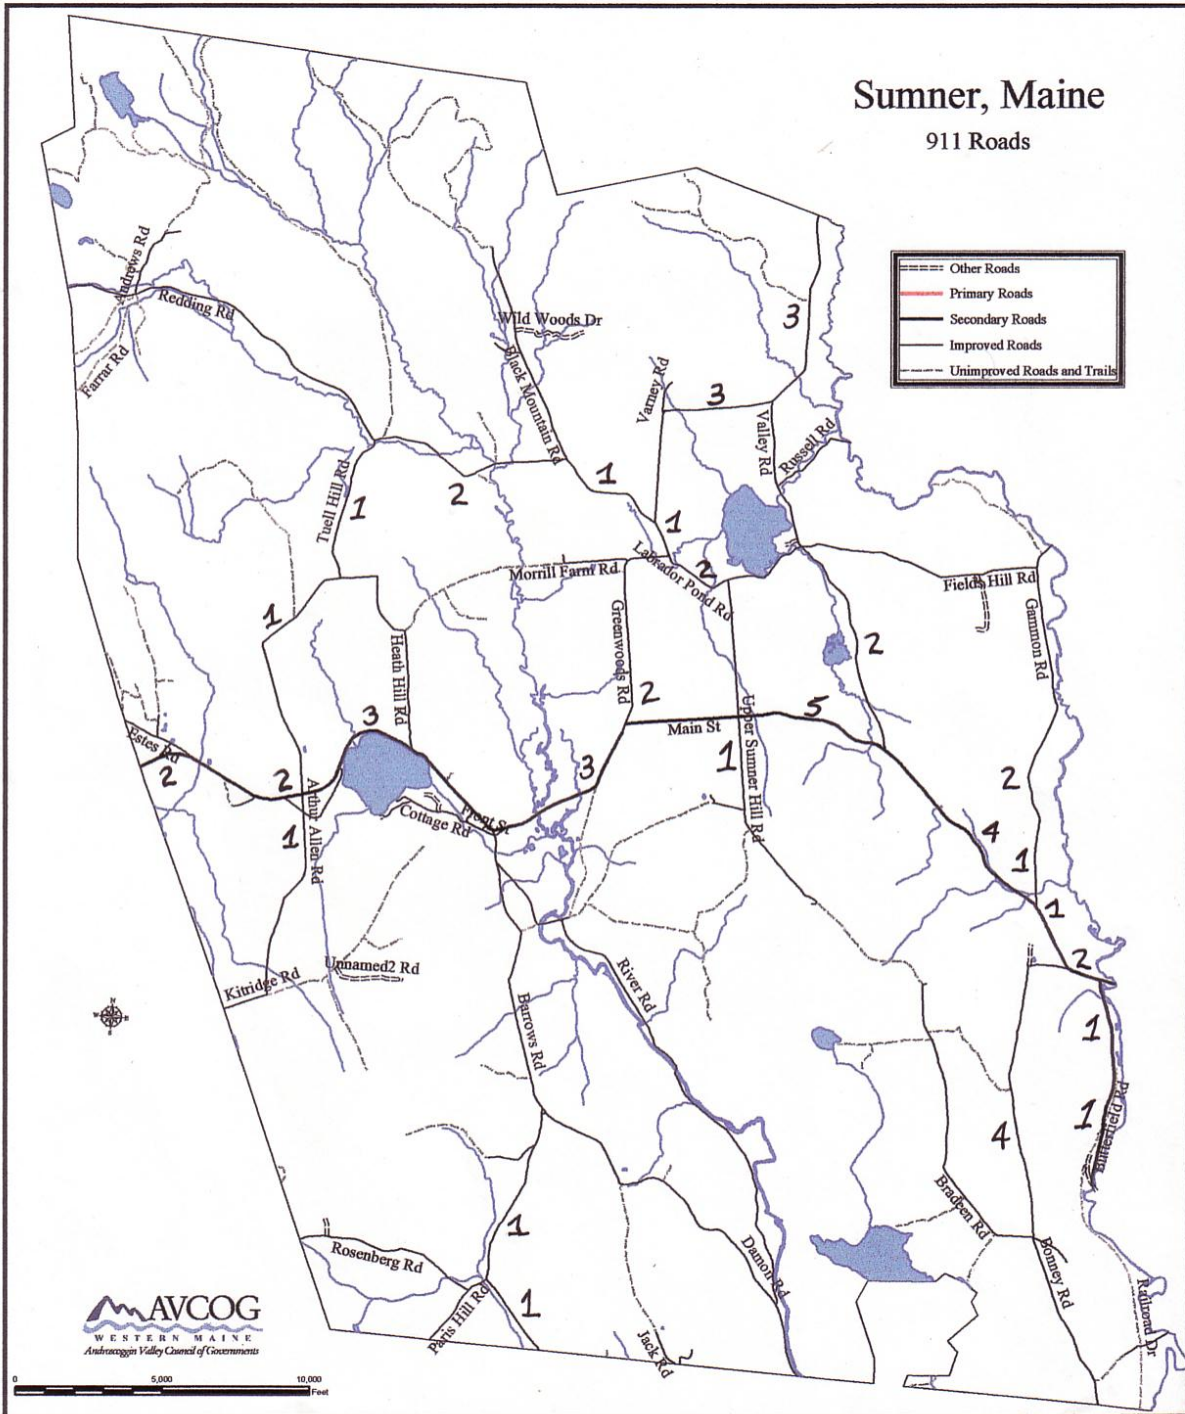 Sumner, Maine
911 Roads
Other Roads
Primary Roads
Secondary Roads
Improved Roads
Unimproved Roads and Trails
Andrews Rd
Redding Rd
Farrar Rd
Wild Woods Dr
Black Mountain Rd
3
Varney Rd
3
Valley Rd
Russell Rd
Tuell Hill Rd
1
2
1
1
Labrador Pond Rd
2
Morrill Farm Rd
Fields Hill Rd
1
Heath Hill Rd
Greenwoods Rd
2
2
Gammon Rd
3
Main St
5
Upper Sumner Hill Rd
1
Estes Rd
2
2
Arthur Allen Rd
1
Cottage Rd
Front St
3
2
4
1
1
Kitridge Rd
Unnamed2 Rd
River Rd
2
1
Barrows Rd
N
W
E
S
1
Butterfield Rd
4
Bradeen Rd
1
Rosenberg Rd
Damon Rd
Bonney Rd
Railroad Dr
Paris Hill Rd
1
Jack Rd
AVCOG
WESTERN MAINE
Androscoggin Valley Council of Governments
0
5,000
10,000
Feet